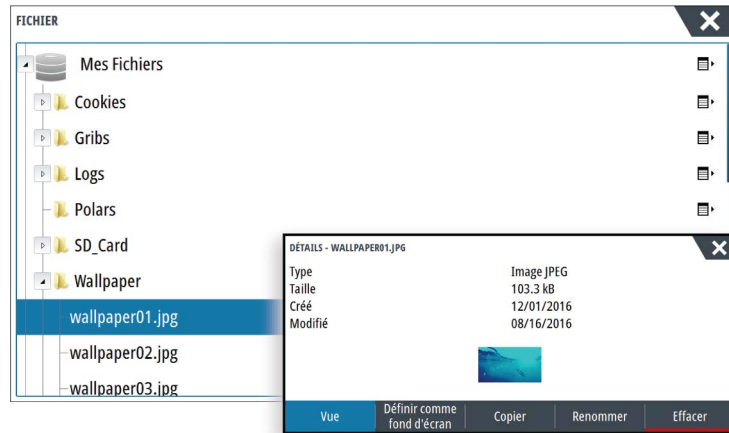 FICHIER
Mes Fichiers
Cookies
Gribs
Logs
Polars
SD_Card
Wallpaper
wallpaper01.jpg
wallpaper02.jpg
wallpaper03.jpg
DÉTAILS - WALLPAPER01.JPG
Type Image JPEG
Taille 103.3 kB
Créé 12/01/2016
Modifié 08/16/2016
Vue
Définir comme
fond d'écran
Copier
Renommer
Effacer